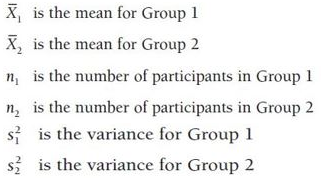 X̄₁ is the mean for Group 1
X̄₂ is the mean for Group 2
n₁ is the number of participants in Group 1
n₂ is the number of participants in Group 2
s₁² is the variance for Group 1
s₂² is the variance for Group 2